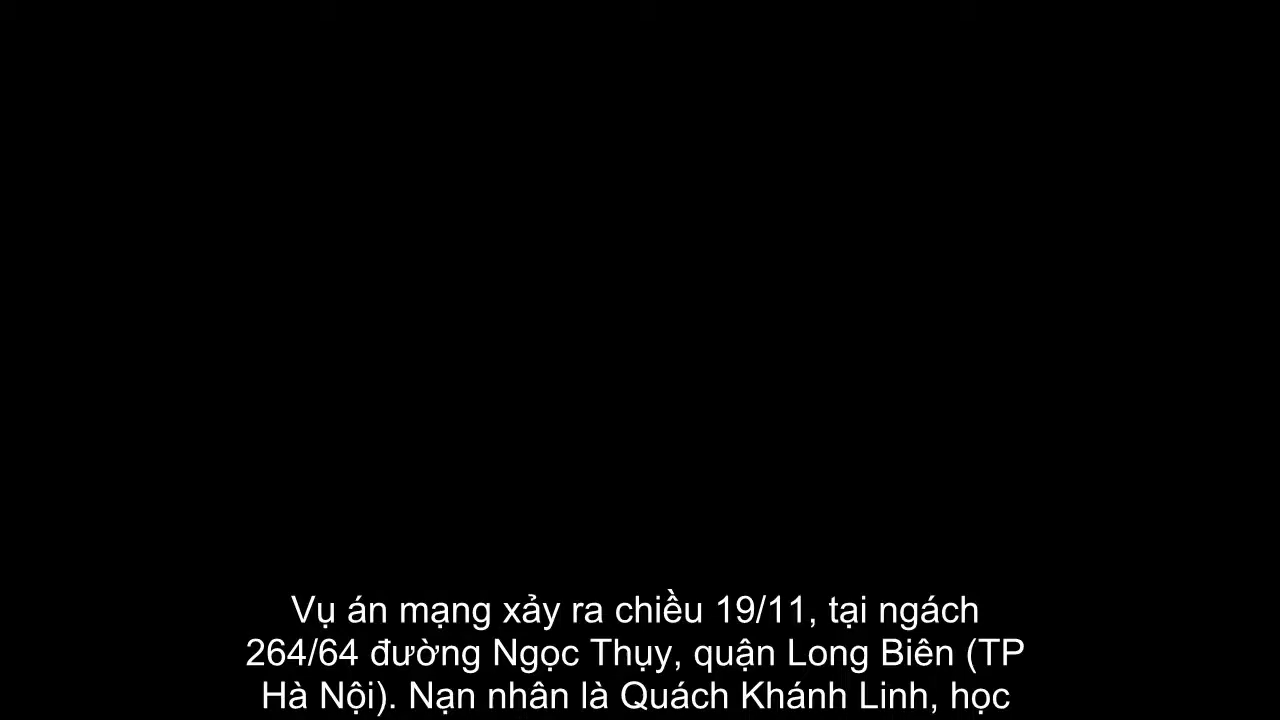 Vụ án mạng xảy ra chiều 19/11, tại ngách
264/64 đường Ngọc Thụy, quận Long Biên (TP
Hà Nội). Nạn nhân là Quách Khánh Linh, học